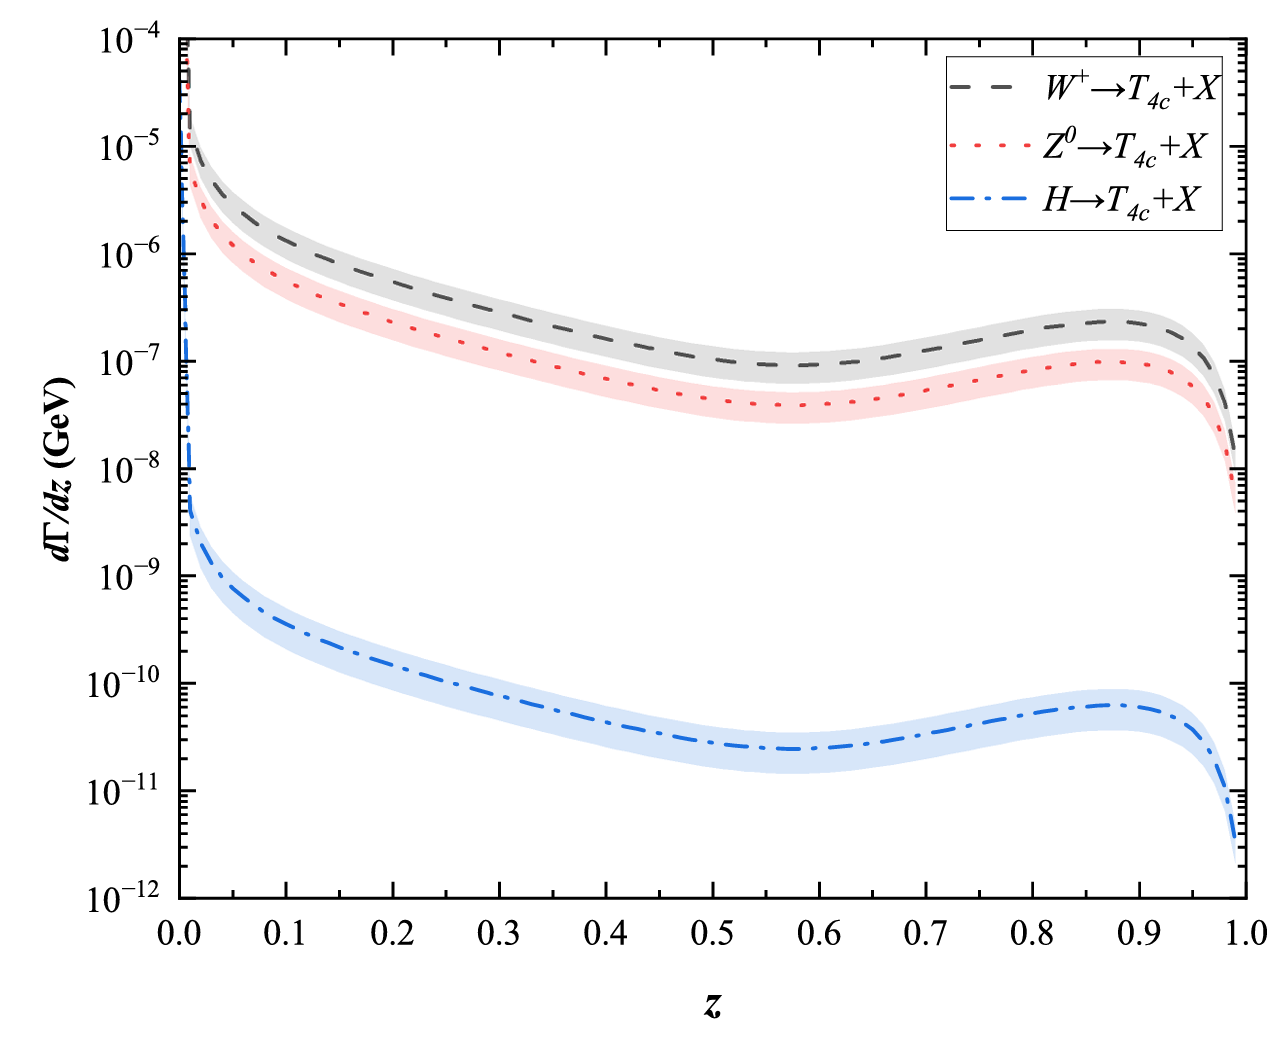 10⁻⁴
10⁻⁵
10⁻⁶
10⁻⁷
10⁻⁸
10⁻⁹
10⁻¹⁰
10⁻¹¹
10⁻¹²
dΓ/dz (GeV)
W⁺→T₄c+X
Z⁰→T₄c+X
H→T₄c+X
0.0 0.1 0.2 0.3 0.4 0.5 0.6 0.7 0.8 0.9 1.0
z